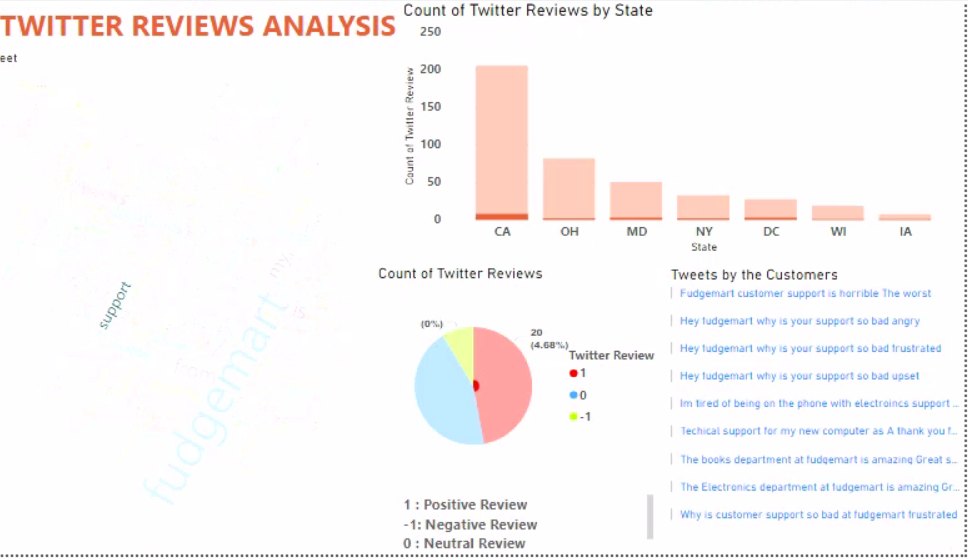 TWITTER REVIEWS ANALYSIS
eet
support
fudgemart
my
is
from
Count of Twitter Reviews by State
Count of Twitter Review
250
200
150
100
50
0
CA OH MD NY DC WI IA
State
Count of Twitter Reviews
(0%)
20
(4.68%)
Twitter Review
1
0
-1
1 : Positive Review
-1: Negative Review
0 : Neutral Review
Tweets by the Customers
Fudgemart customer support is horrible The worst
Hey fudgemart why is your support so bad angry
Hey fudgemart why is your support so bad frustrated
Hey fudgemart why is your support so bad upset
Im tired of being on the phone with electroincs support ..
Techical support for my new computer as A thank you f..
The books department at fudgemart is amazing Great s..
The Electronics department at fudgemart is amazing Gr...
Why is customer support so bad at fudgemart frustrated